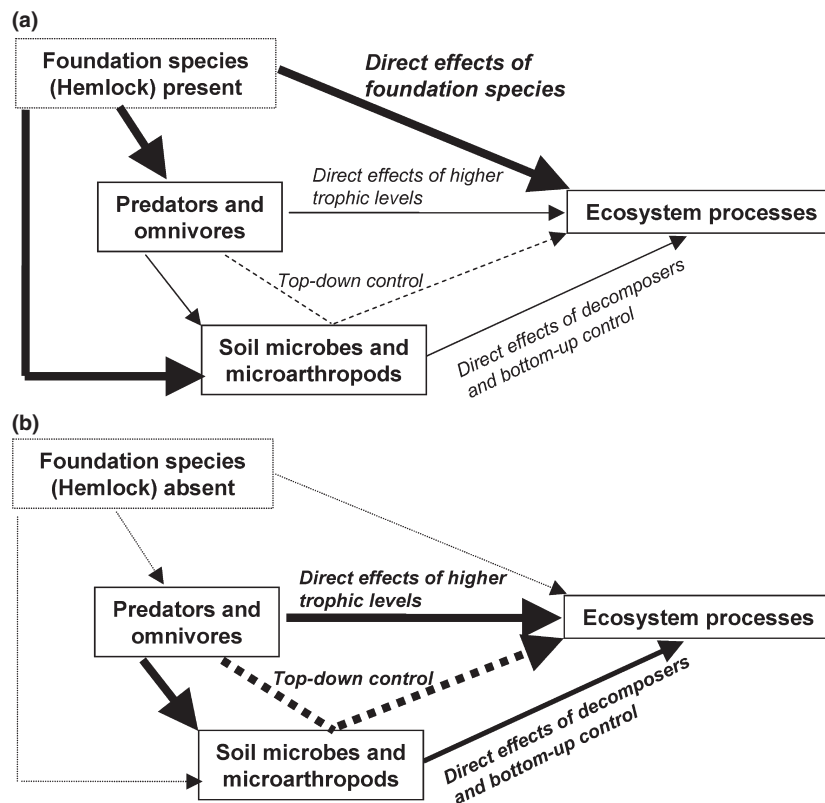 (a)
Foundation species
(Hemlock) present
Direct effects of
foundation species
Direct effects of higher
trophic levels
Predators and
omnivores
Ecosystem processes
Top-down control
Soil microbes and
microarthropods
Direct effects of decomposers
and bottom-up control
(b)
Foundation species
(Hemlock) absent
Direct effects of higher
trophic levels
Predators and
omnivores
Ecosystem processes
Top-down control
Soil microbes and
microarthropods
Direct effects of decomposers
and bottom-up control